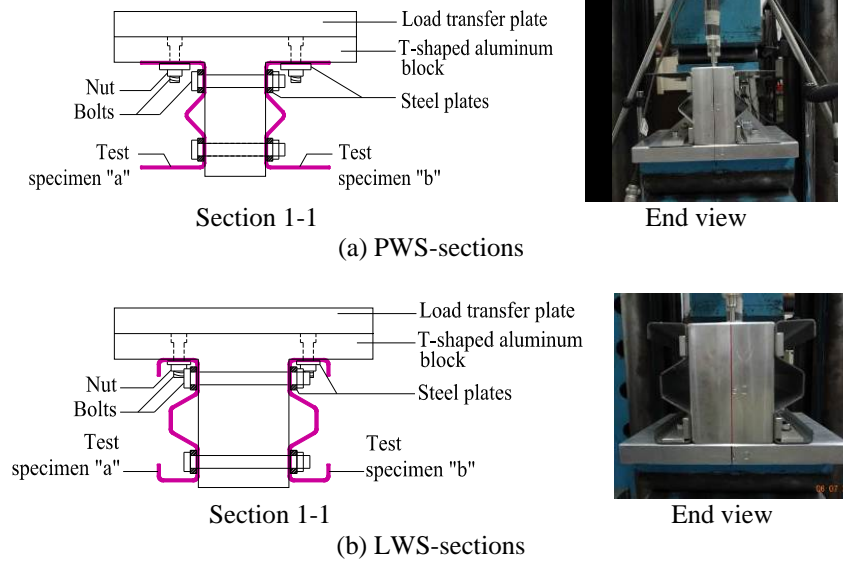 Load transfer plate
T-shaped aluminum
block
Nut
Bolts
Steel plates
Test
specimen "a"
Test
specimen "b"
Section 1-1
End view
(a) PWS-sections
Load transfer plate
T-shaped aluminum
block
Nut
Bolts
Steel plates
Test
specimen "a"
Test
specimen "b"
06 07
Section 1-1
End view
(b) LWS-sections